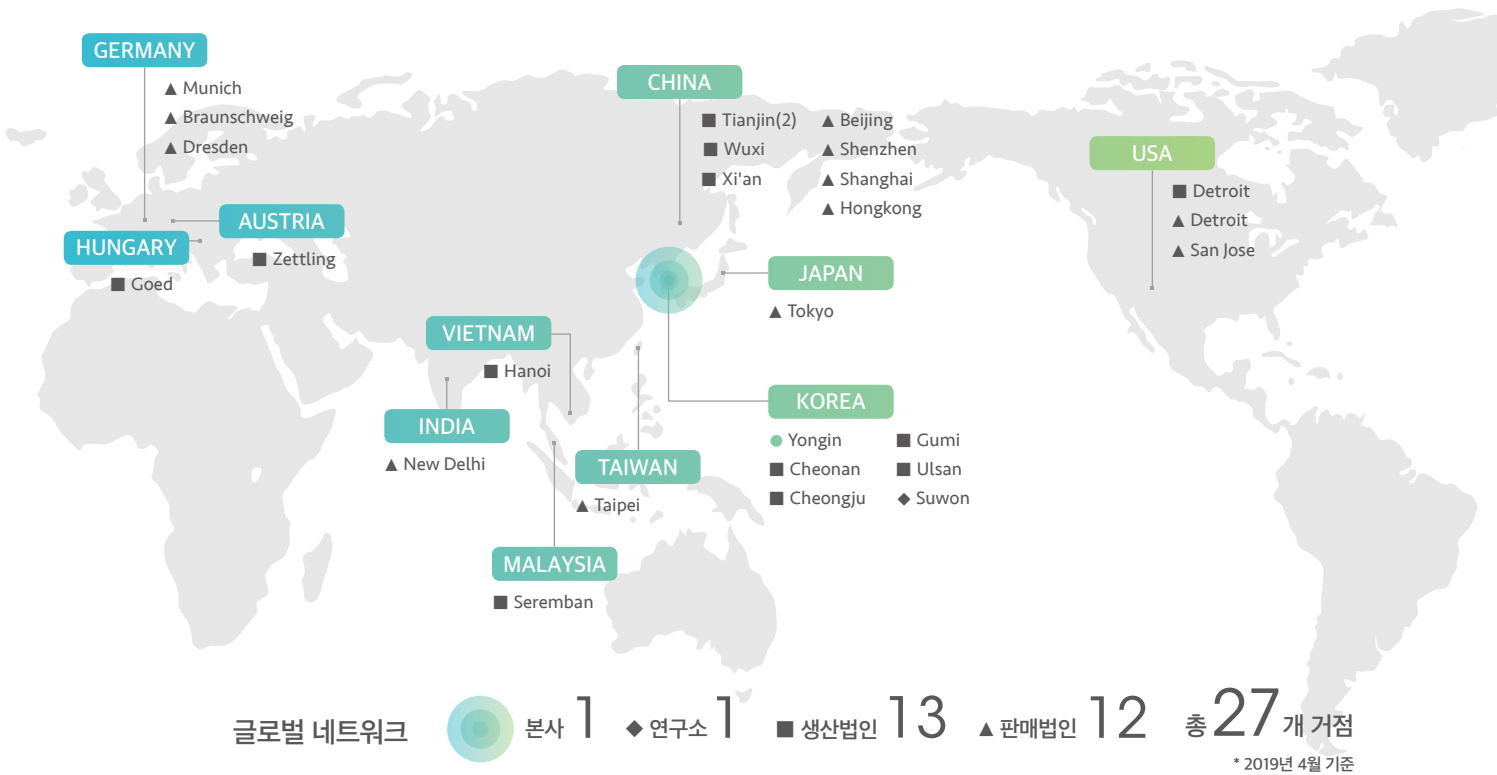 GERMANY
▲ Munich
▲ Braunschweig
▲ Dresden
AUSTRIA
■ Zettling
HUNGARY
■ Goed
CHINA
■ Tianjin(2)
■ Wuxi
■ Xi'an
▲ Beijing
▲ Shenzhen
▲ Shanghai
▲ Hongkong
USA
■ Detroit
▲ Detroit
▲ San Jose
JAPAN
▲ Tokyo
VIETNAM
■ Hanoi
INDIA
▲ New Delhi
TAIWAN
▲ Taipei
MALAYSIA
■ Seremban
KOREA
● Yongin
■ Cheonan
■ Cheongju
■ Gumi
■ Ulsan
◆ Suwon
글로벌 네트워크 본사 1 ◆ 연구소 1 ■ 생산법인 13 ▲ 판매법인 12 총 27개 거점
* 2019년 4월 기준